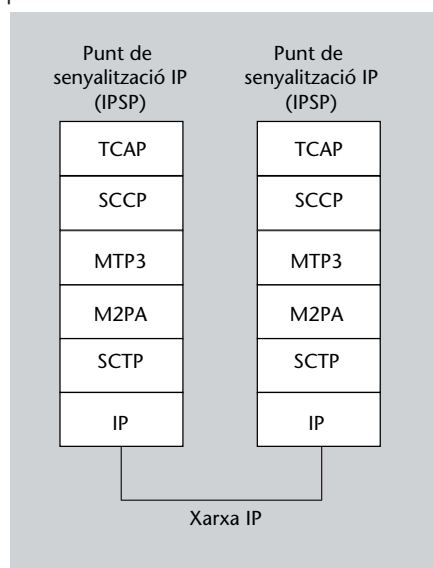 Punt de
senyalització IP
(IPSP)
TCAP
SCCP
MTP3
M2PA
SCTP
IP
Punt de
senyalització IP
(IPSP)
TCAP
SCCP
MTP3
M2PA
SCTP
IP
Xarxa IP